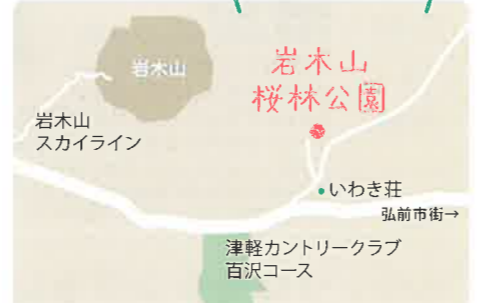 岩木山
岩木山
桜林公園
岩木山
スカイライン
いわき荘
弘前市街→
津軽カントリークラブ
百沢コース